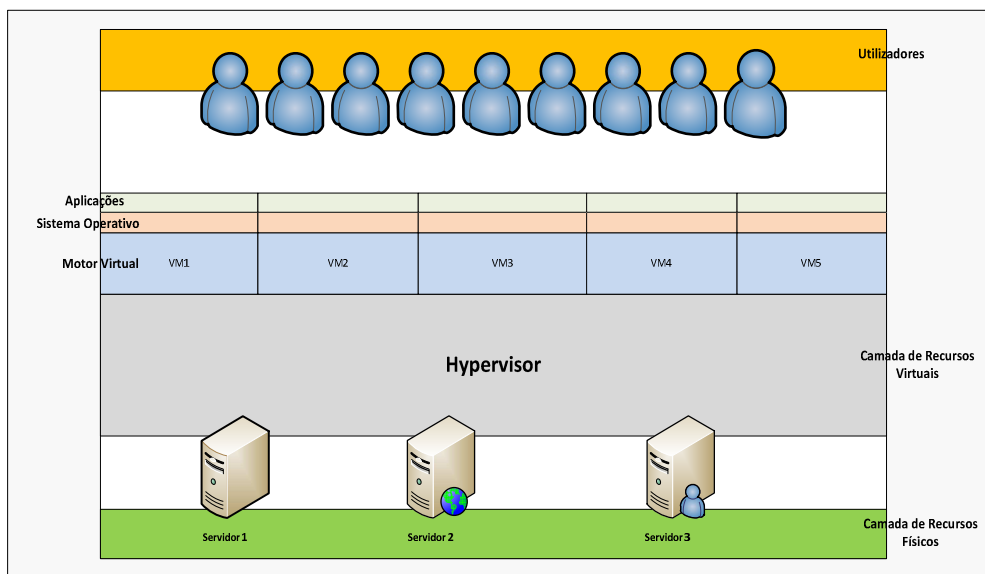 Utilizadores
Aplicações
Sistema Operativo
Motor Virtual
VM1
VM2
VM3
VM4
VM5
Hypervisor
Camada de Recursos
Virtuais
Servidor 1
Servidor 2
Servidor 3
Camada de Recursos
Físicos